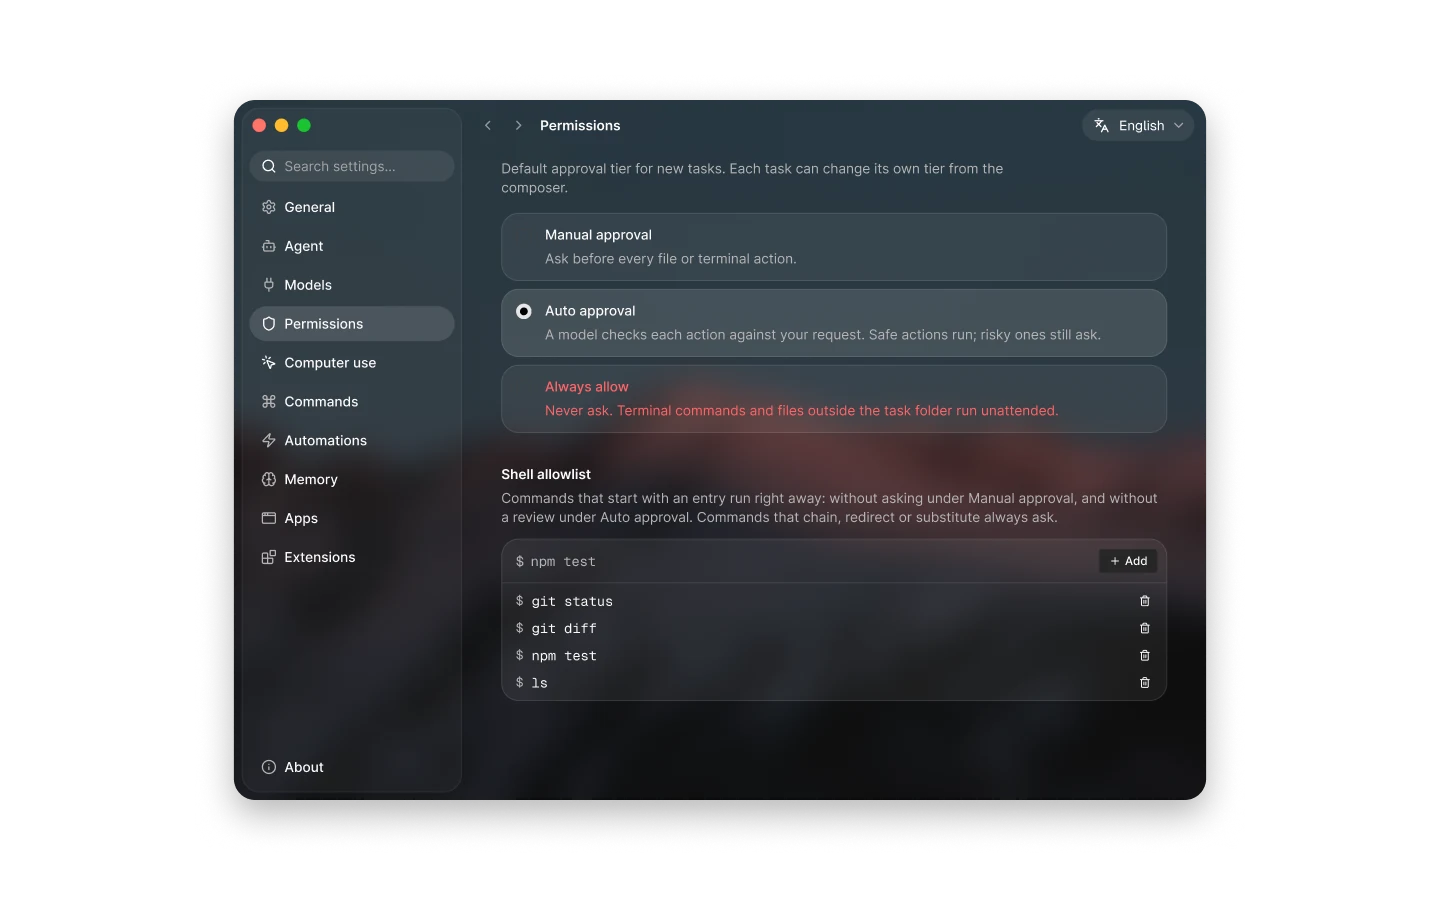 Permissions
English
Search settings...
General
Agent
Models
Permissions
Computer use
Commands
Automations
Memory
Apps
Extensions
About
Default approval tier for new tasks. Each task can change its own tier from the
composer.
Manual approval
Ask before every file or terminal action.
Auto approval
A model checks each action against your request. Safe actions run; risky ones still ask.
Always allow
Never ask. Terminal commands and files outside the task folder run unattended.
Shell allowlist
Commands that start with an entry run right away: without asking under Manual approval, and without
a review under Auto approval. Commands that chain, redirect or substitute always ask.
$ npm test
+ Add
$ git status
$ git diff
$ npm test
$ ls